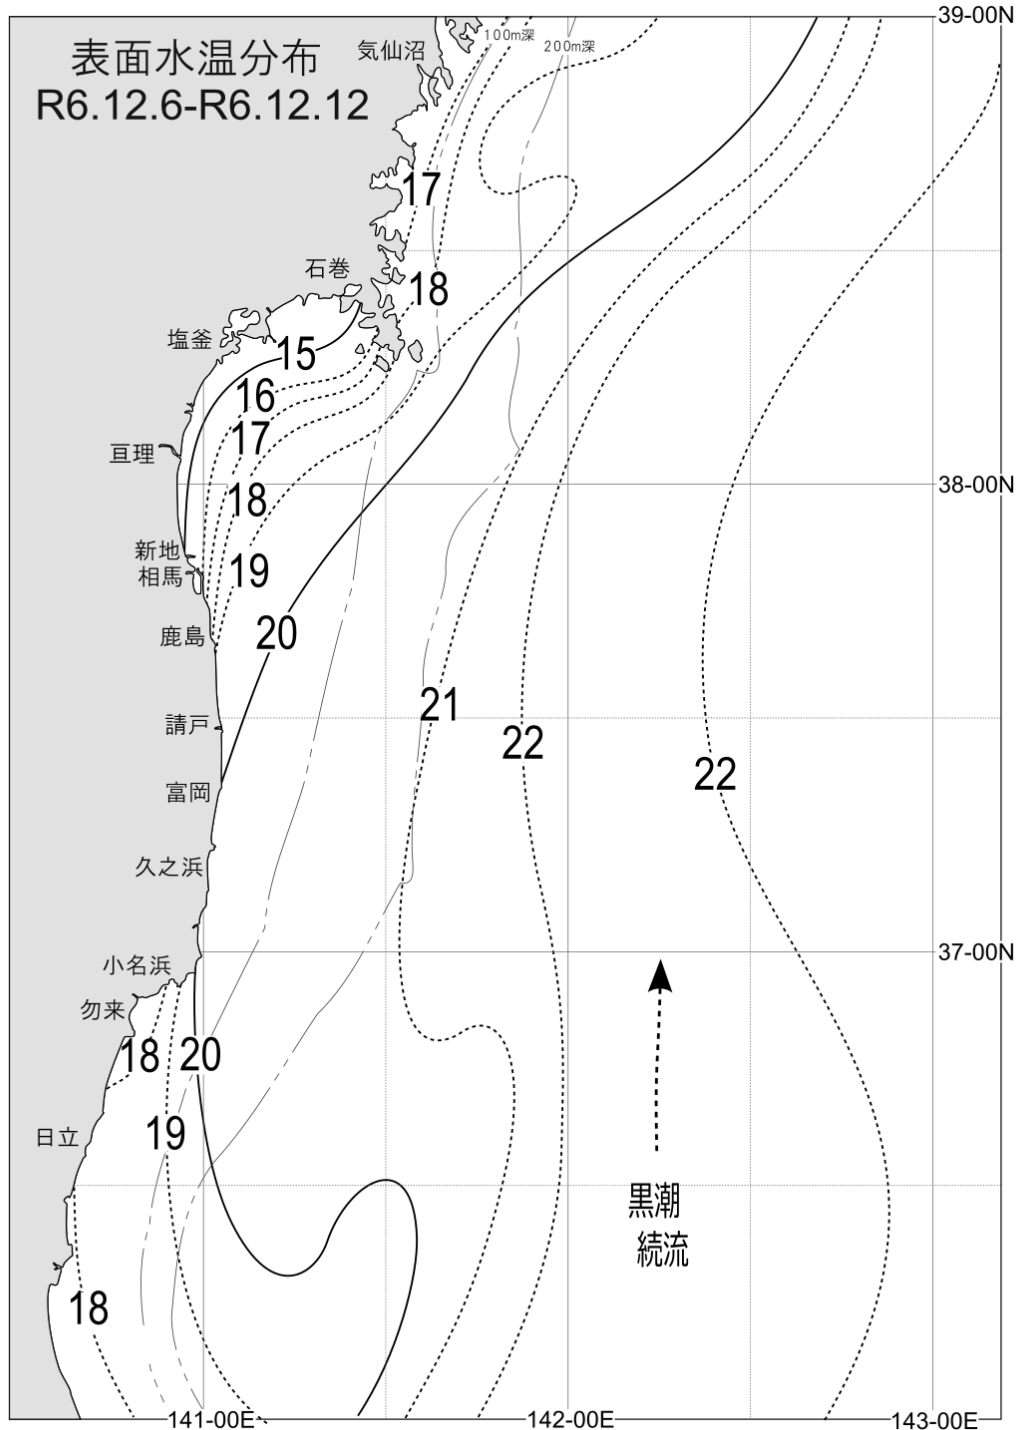 39-00N
100m深
200m深
気仙沼
表面水温分布
R6.12.6-R6.12.12
17
石巻
18
塩釜
15
16
17
亘理
38-00N
18
新地
相馬
19
鹿島
20
21
請戸
22
22
富岡
久之浜
37-00N
小名浜
勿来
18
20
19
日立
黒潮
続流
18
141-00E
142-00E
143-00E